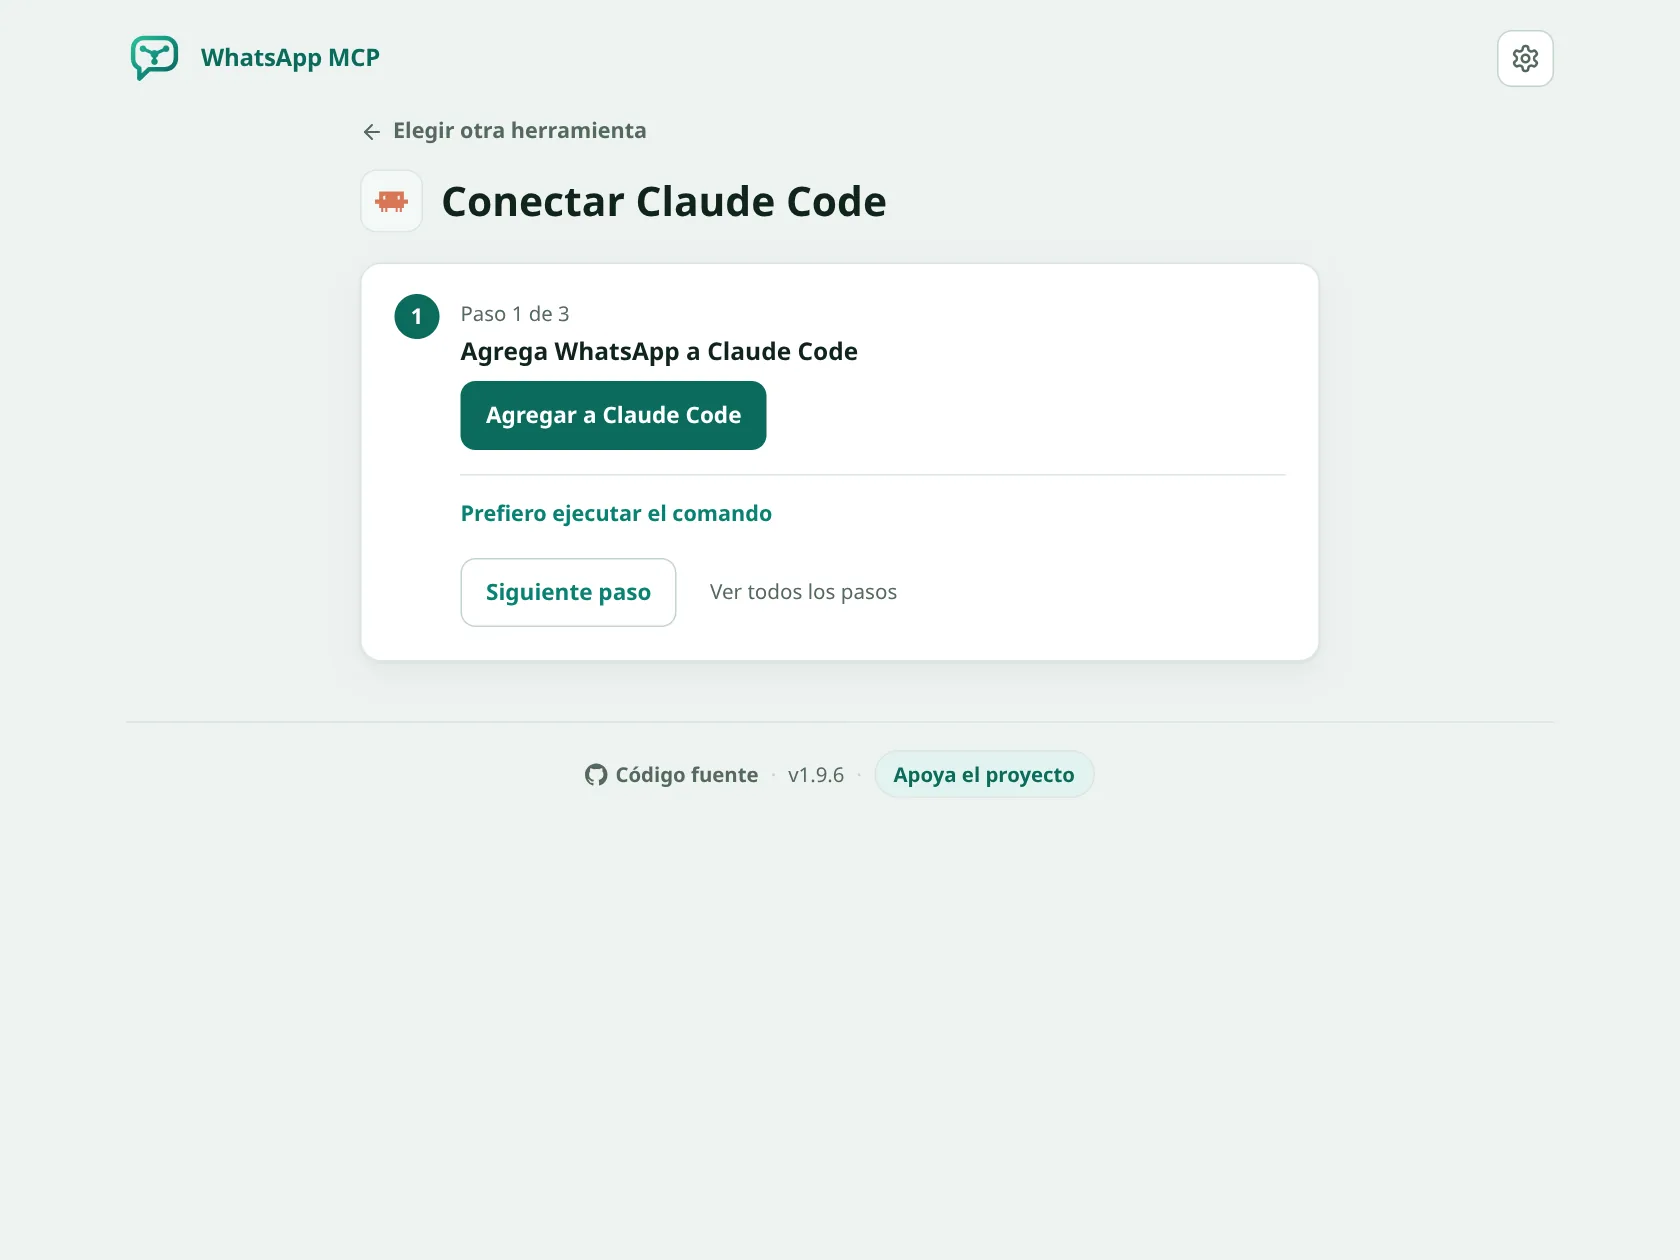 WhatsApp MCP
Elegir otra herramienta
Conectar Claude Code
1
Paso 1 de 3
Agrega WhatsApp a Claude Code
Agregar a Claude Code
Prefiero ejecutar el comando
Siguiente paso
Ver todos los pasos
Código fuente · v1.9.6 · Apoya el proyecto